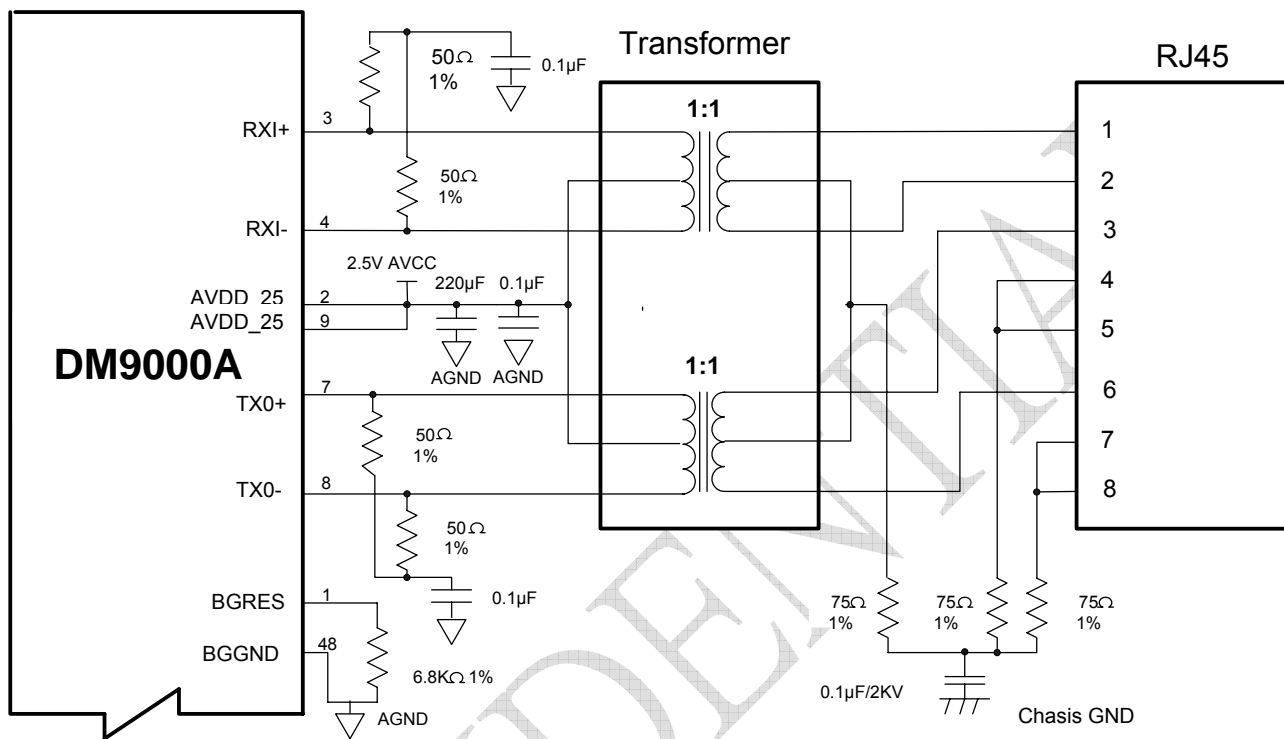 Transformer
RJ45
50Ω
1%
0.1µF
1:1
RXI+
3
1
50Ω
1%
2
RXI-
4
3
2.5V AVCC
220µF
0.1µF
4
AVDD_25
2
AVDD_25
9
5
DM9000A
AGND
AGND
1:1
TX0+
7
6
50Ω
1%
7
TX0-
8
8
50Ω
1%
BGRES
1
0.1µF
75Ω
1%
75Ω
1%
75Ω
1%
BGGND
48
6.8KΩ 1%
0.1µF/2KV
AGND
Chasis GND
DENTIA